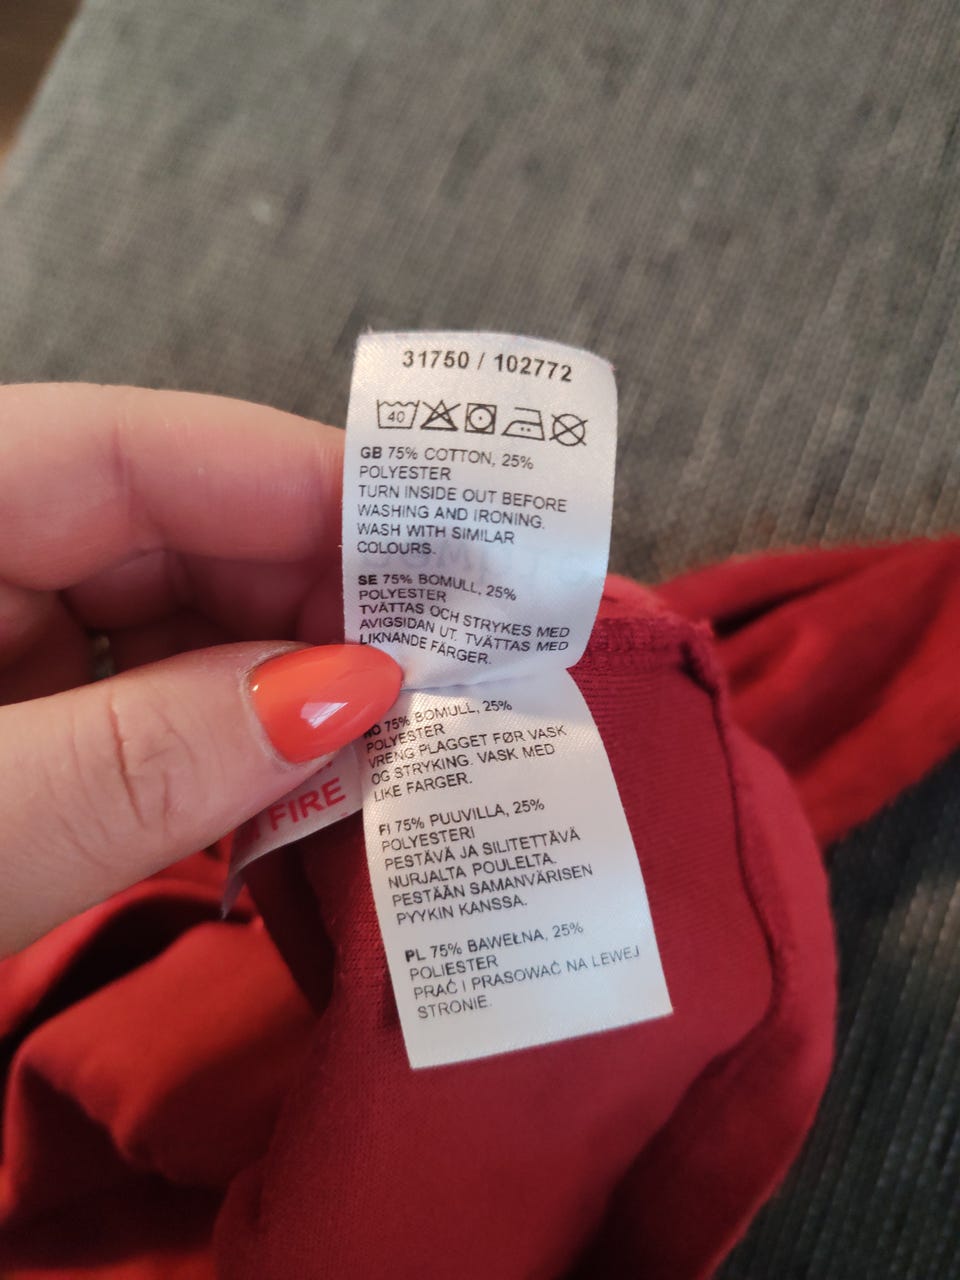 31750 / 102772
40
GB 75% COTTON, 25%
POLYESTER
TURN INSIDE OUT BEFORE
WASHING AND IRONING.
WASH WITH SIMILAR
COLOURS.
SE 75% BOMULL, 25%
POLYESTER
TVÄTTAS OCH STRYKES MED
AVIGSIDAN UT. TVÄTTAS MED
LIKNANDE FÄRGER.
NO 75% BOMULL, 25%
POLYESTER
VRENG PLAGGET FØR VASK
OG STRYKING. VASK MED
LIKE FARGER.
FIRE
FI 75% PUUVILLA, 25%
POLYESTERI
PESTÄVÄ JA SILITETTÄVÄ
NURJALTA POULELTA.
PESTÄÄN SAMANVÄRISEN
PYYKIN KANSSA.
PL 75% BAWEŁNA, 25%
POLIESTER
PRAĆ I PRASOWAĆ NA LEWEJ
STRONIE.